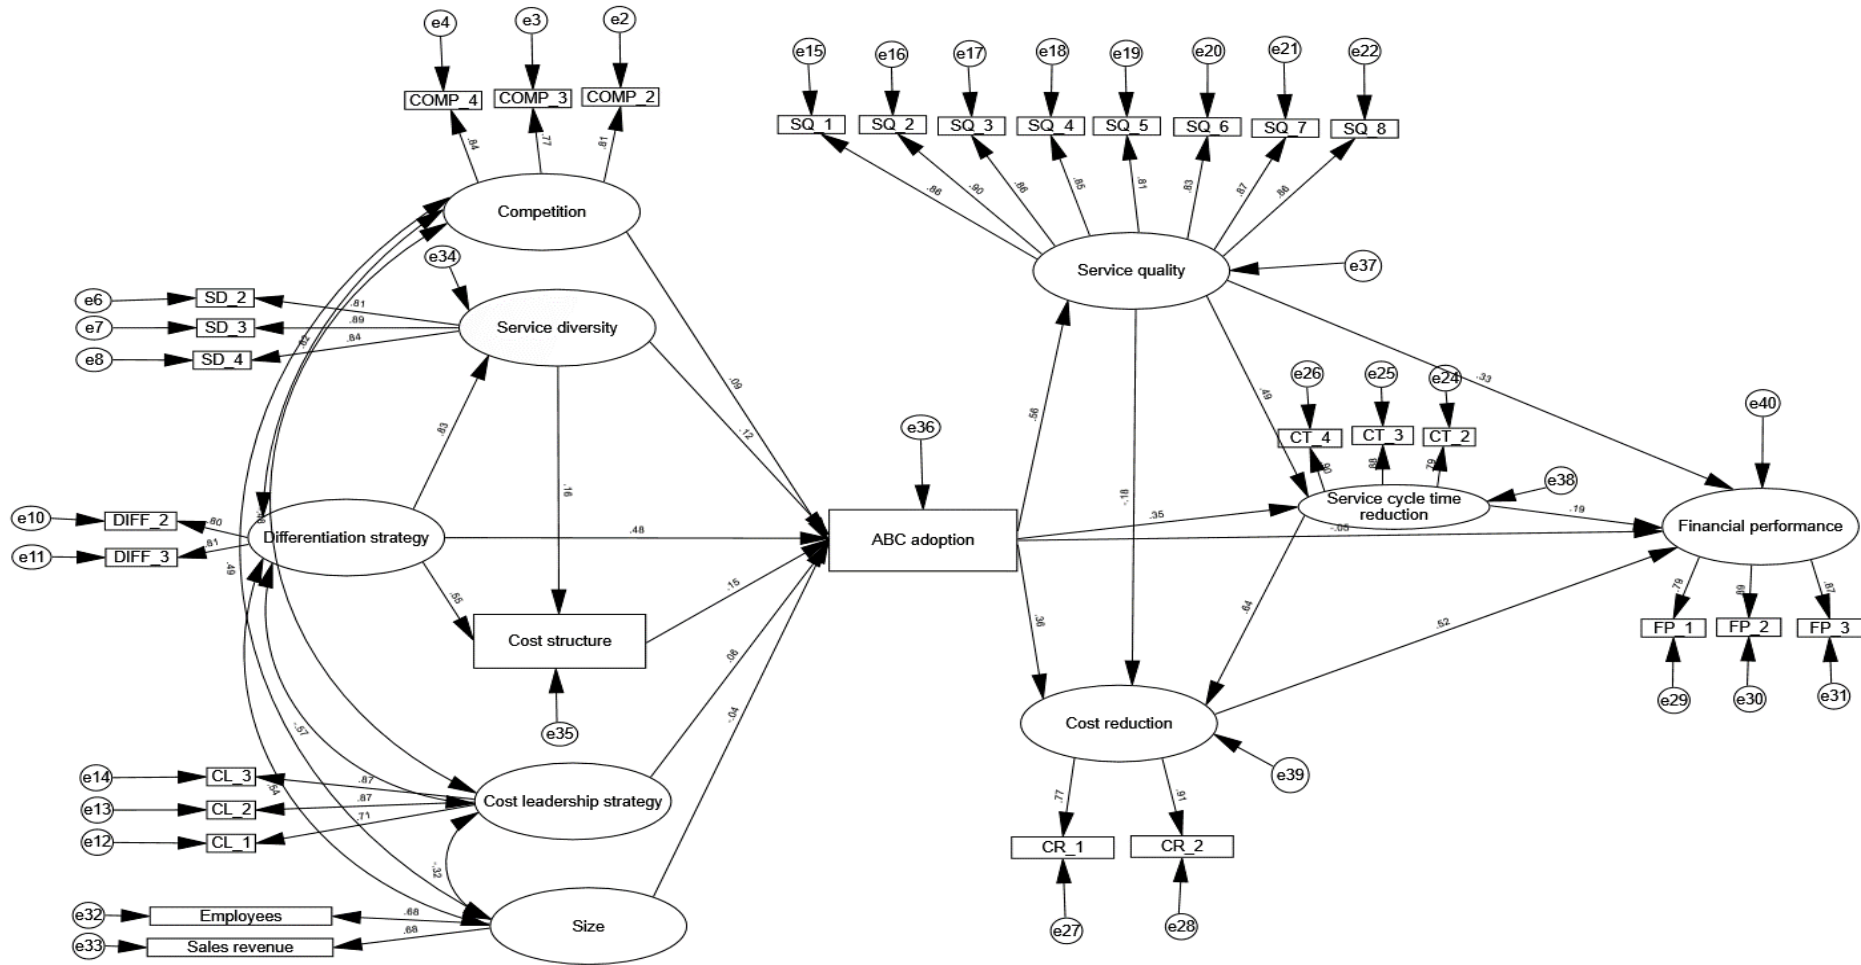 e4
e3
e2
COMP_4
COMP_3
COMP_2
.84
.77
.81
Competition
e15
e16
e17
e18
e19
e20
e21
e22
SQ_1
SQ_2
SQ_3
SQ_4
SQ_5
SQ_6
SQ_7
SQ_8
.86
.90
.86
.85
.81
.83
.87
.86
Service quality
e37
e34
e6
SD_2
.81
e7
SD_3
.89
e8
SD_4
.84
Service diversity
.62
.09
.12
.83
.16
.56
-.18
.49
.33
e26
e25
e24
CT_4
CT_3
CT_2
.90
.88
.79
e36
e40
e38
Service cycle time
reduction
e10
DIFF_2
.80
e11
DIFF_3
.81
Differentiation strategy
.48
ABC adoption
.35
.19
-.05
Financial performance
.49
.55
.15
Cost structure
e35
.06
-.04
.36
.64
.52
.79
.69
.87
FP_1
FP_2
FP_3
e29
e30
e31
Cost reduction
e39
.77
.91
CR_1
CR_2
e27
e28
-.57
.54
e14
CL_3
.87
e13
CL_2
.87
e12
CL_1
.71
Cost leadership strategy
-.32
e32
Employees
.68
e33
Sales revenue
.68
Size